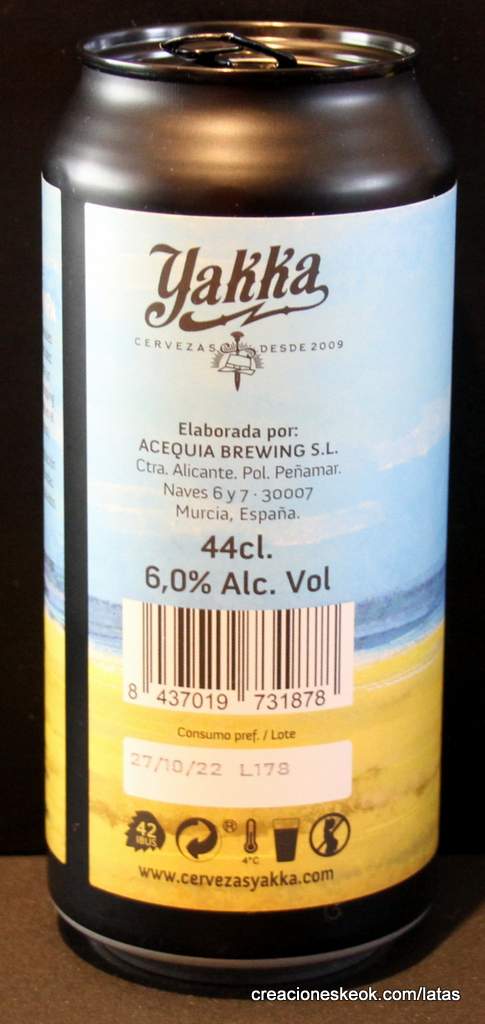 Yakka
CERVEZAS DESDE 2009
Elaborada por:
ACEQUIA BREWING S.L.
Ctra. Alicante. Pol. Peñamar.
Naves 6 y 7 · 30007
Murcia, España.
44cl.
6,0% Alc. Vol
8 437019 731878
Consumo pref. / Lote
27/10/22 L178
42
IBUS
4°C
www.cervezasyakka.com
creacioneskeok.com/latas